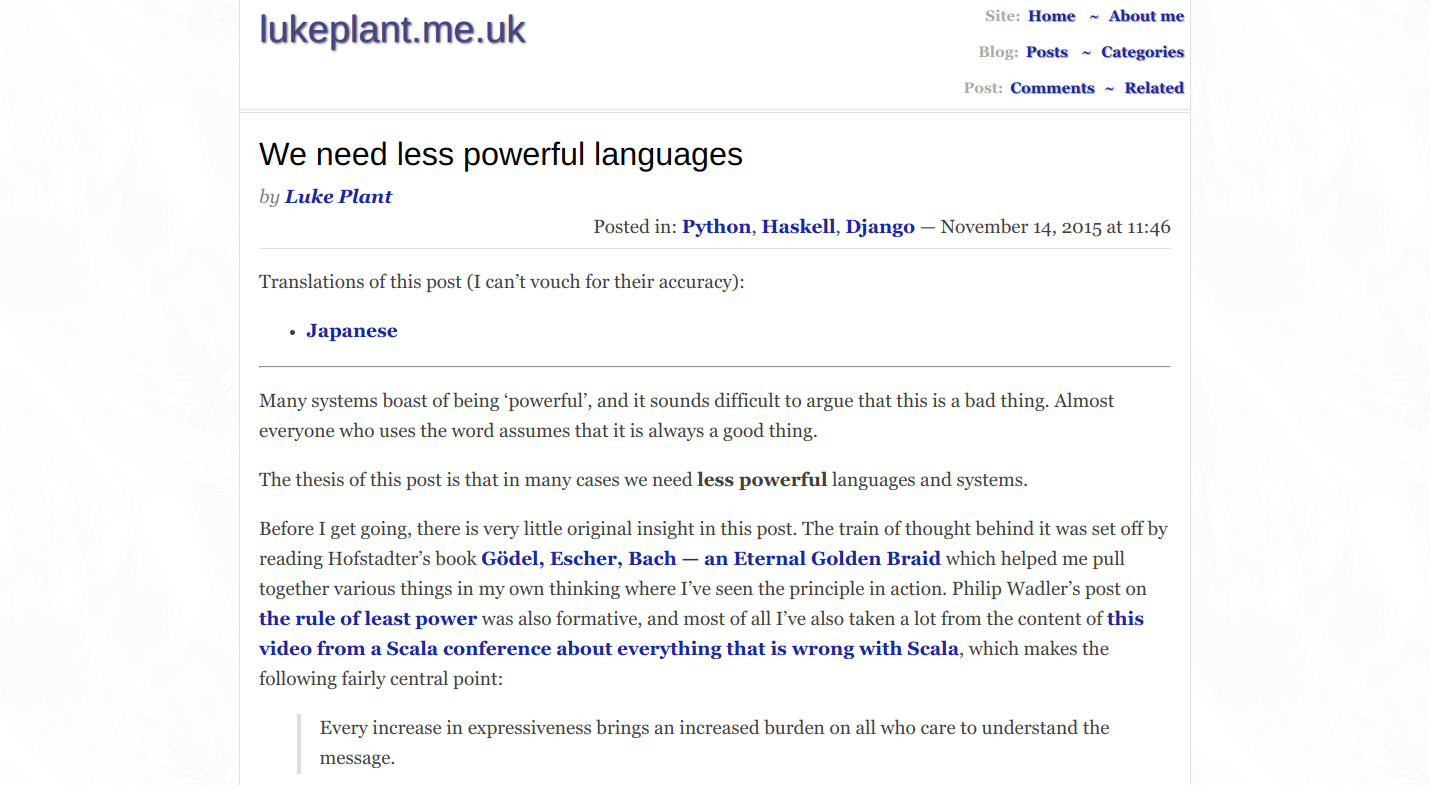 lukeplant.me.uk
Site: Home ~ About me
Blog: Posts ~ Categories
Post: Comments ~ Related
We need less powerful languages
by Luke Plant
Posted in: Python, Haskell, Django — November 14, 2015 at 11:46
Translations of this post (I can’t vouch for their accuracy):
• Japanese
Many systems boast of being ‘powerful’, and it sounds difficult to argue that this is a bad thing. Almost
everyone who uses the word assumes that it is always a good thing.
The thesis of this post is that in many cases we need less powerful languages and systems.
Before I get going, there is very little original insight in this post. The train of thought behind it was set off by
reading Hofstadter’s book Gödel, Escher, Bach — an Eternal Golden Braid which helped me pull
together various things in my own thinking where I’ve seen the principle in action. Philip Wadler’s post on
the rule of least power was also formative, and most of all I’ve also taken a lot from the content of this
video from a Scala conference about everything that is wrong with Scala, which makes the
following fairly central point:
Every increase in expressiveness brings an increased burden on all who care to understand the
message.